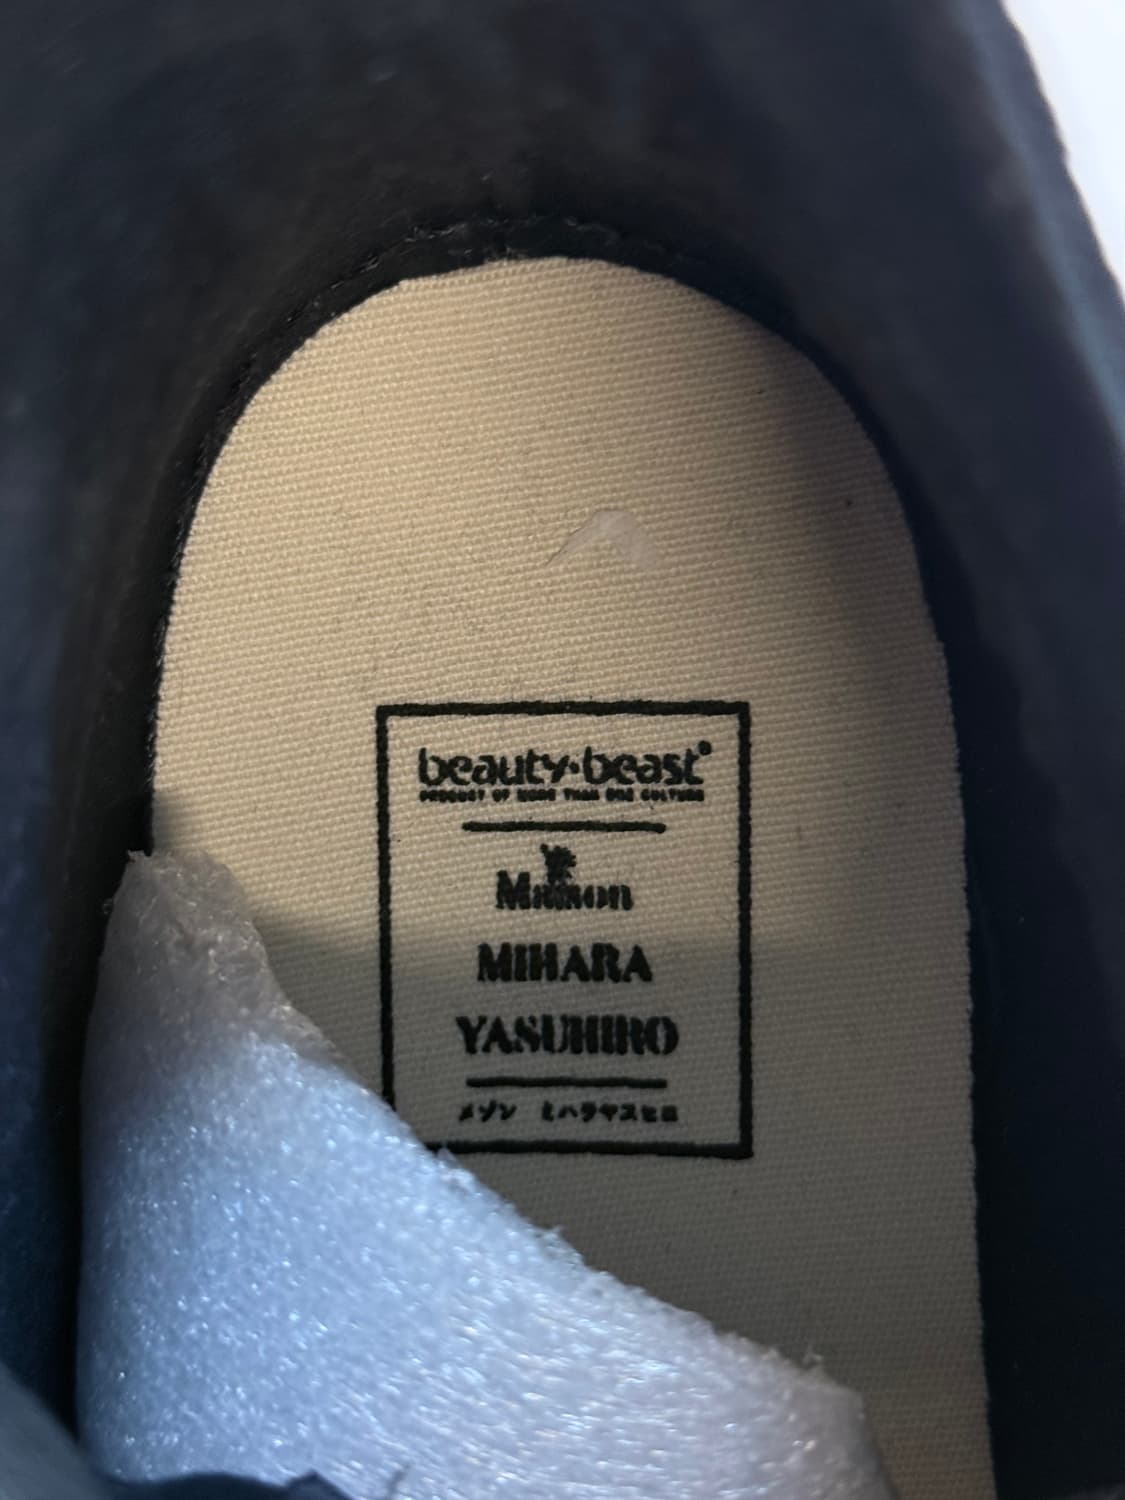 beauty:beast®
PRODUCT OF MORE THAN ONE CULTURE
Maison
MIHARA
YASUHIRO
メゾン ミハラヤスヒロ